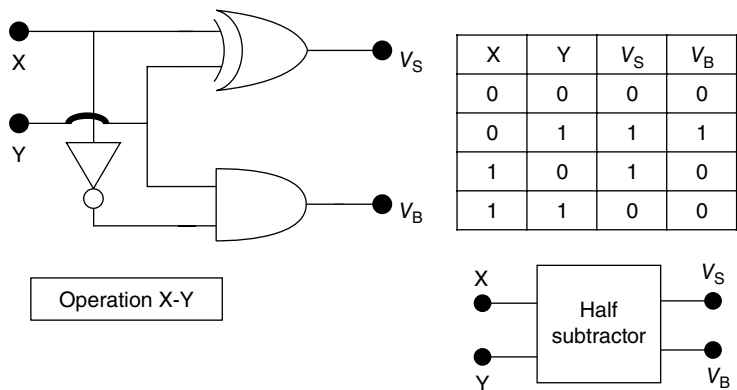 X
Y
V_S
V_B
X Y V_S V_B
0 0 0 0
0 1 1 1
1 0 1 0
1 1 0 0
Operation X-Y
X
Y
Half
subtractor
V_S
V_B